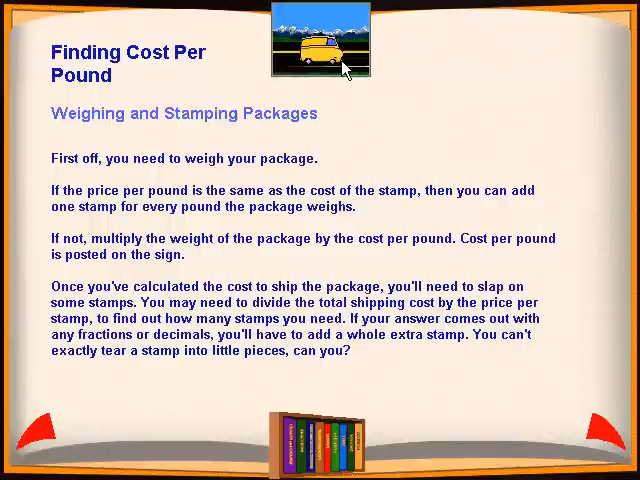 Finding Cost Per
Pound
Weighing and Stamping Packages
First off, you need to weigh your package.
If the price per pound is the same as the cost of the stamp, then you can add
one stamp for every pound the package weighs.
If not, multiply the weight of the package by the cost per pound. Cost per pound
is posted on the sign.
Once you've calculated the cost to ship the package, you'll need to slap on
some stamps. You may need to divide the total shipping cost by the price per
stamp, to find out how many stamps you need. If your answer comes out with
any fractions or decimals, you'll have to add a whole extra stamp. You can't
exactly tear a stamp into little pieces, can you?